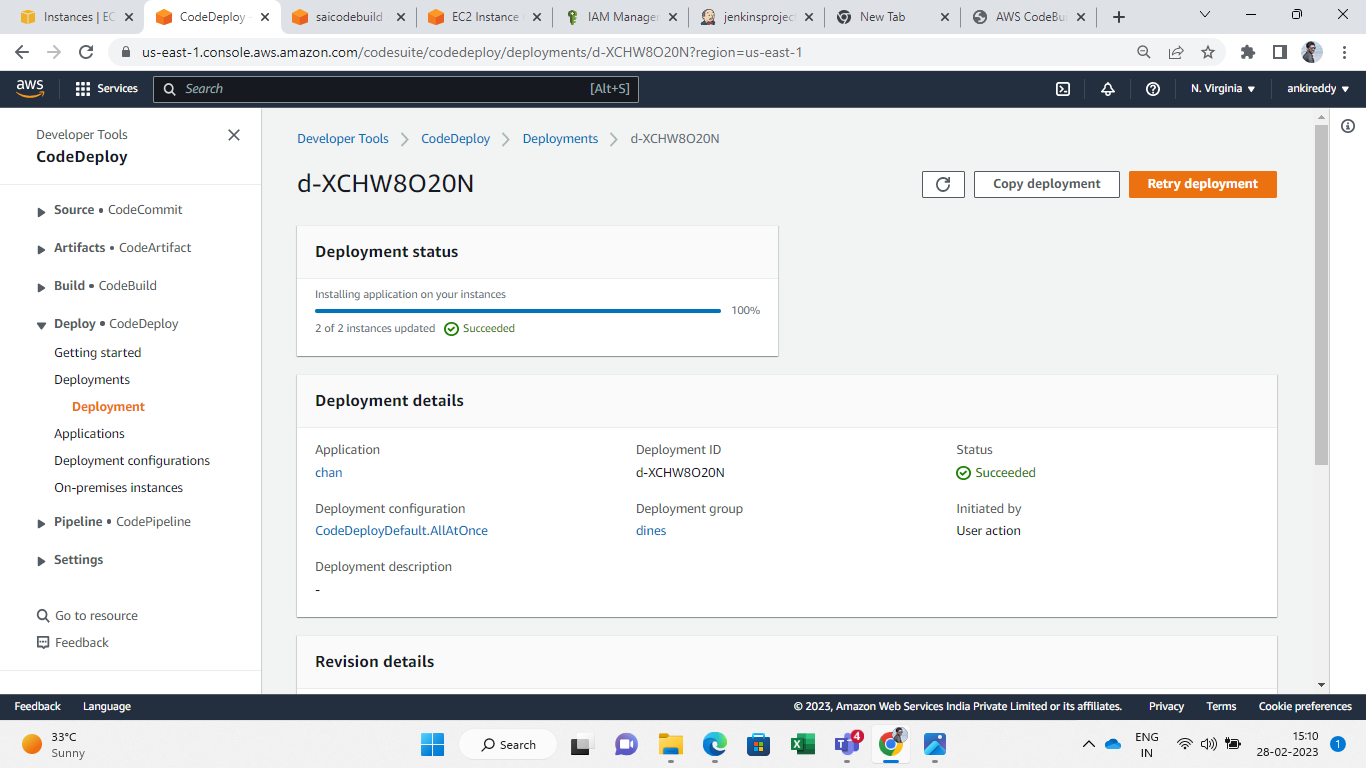 Instances | EC
CodeDeploy -
saicodebuild
EC2 Instance
IAM Manager
jenkinsproject
New Tab
AWS CodeBui
us-east-1.console.aws.amazon.com/codesuite/codedeploy/deployments/d-XCHW8O20N?region=us-east-1
aws
Services
Search
[Alt+S]
N. Virginia
ankireddy
Developer Tools
CodeDeploy
Source • CodeCommit
Artifacts • CodeArtifact
Build • CodeBuild
Deploy • CodeDeploy
Getting started
Deployments
Deployment
Applications
Deployment configurations
On-premises instances
Pipeline • CodePipeline
Settings
Go to resource
Feedback
Developer Tools
CodeDeploy
Deployments
d-XCHW8O20N
d-XCHW8O20N
Copy deployment
Retry deployment
Deployment status
Installing application on your instances
100%
2 of 2 instances updated
Succeeded
Deployment details
Application
chan
Deployment ID
d-XCHW8O20N
Status
Succeeded
Deployment configuration
CodeDeployDefault.AllAtOnce
Deployment group
dines
Initiated by
User action
Deployment description
-
Revision details
Feedback
Language
© 2023, Amazon Web Services India Private Limited or its affiliates.
Privacy
Terms
Cookie preferences
33°C
Sunny
Search
4
ENG
IN
15:10
28-02-2023
1